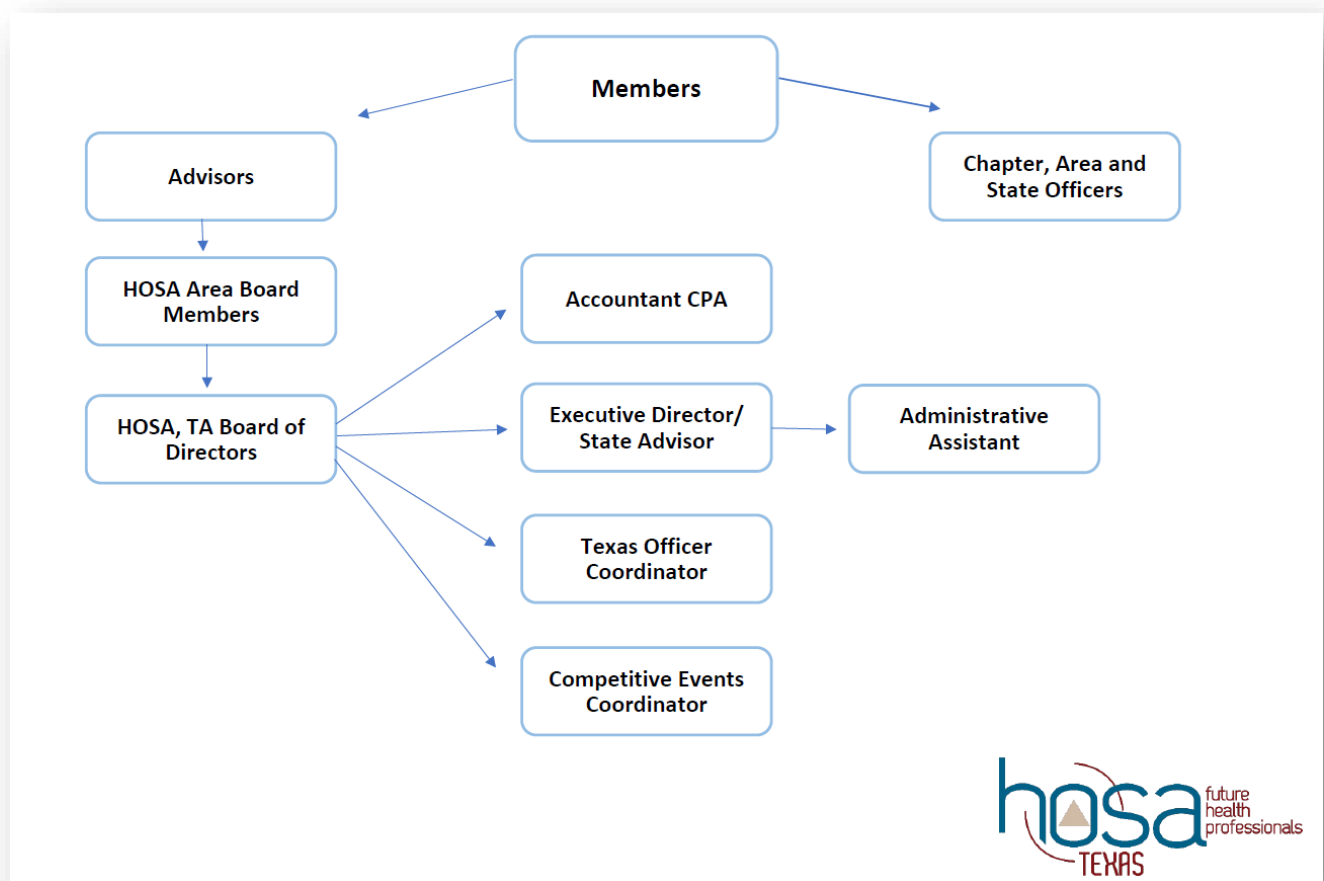 Members
Advisors
Chapter, Area and
State Officers
HOSA Area Board
Members
Accountant CPA
HOSA, TA Board of
Directors
Executive Director/
State Advisor
Administrative
Assistant
Texas Officer
Coordinator
Competitive Events
Coordinator
hosa
future
health
professionals
TEXAS